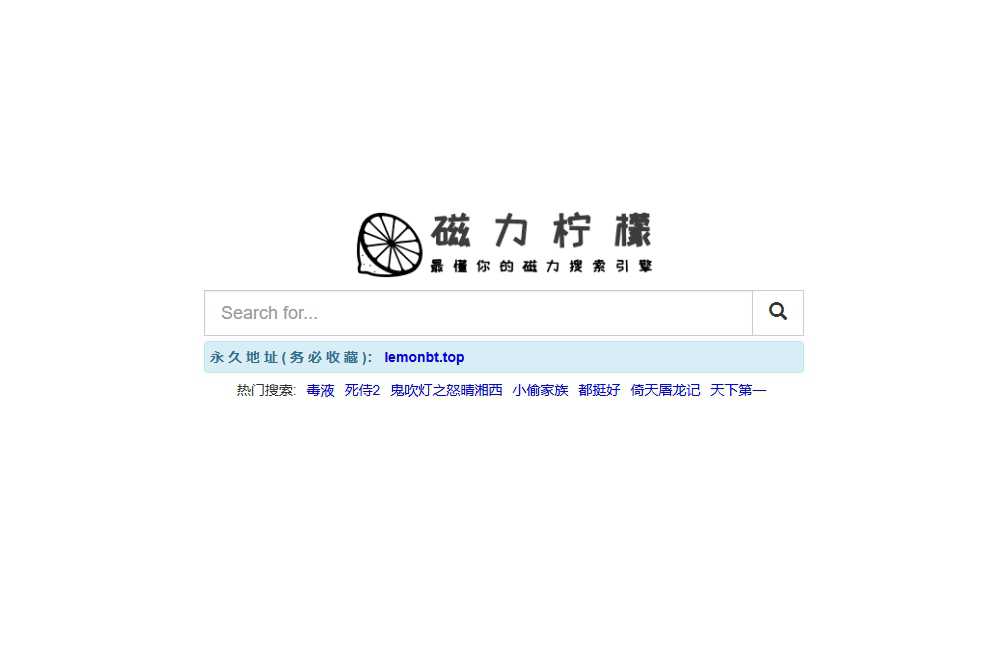 磁力柠檬
最懂你的磁力搜索引擎
Search for...
永久地址(务必收藏): lemonbt.top
热门搜索: 毒液 死侍2 鬼吹灯之怒晴湘西 小偷家族 都挺好 倚天屠龙记 天下第一